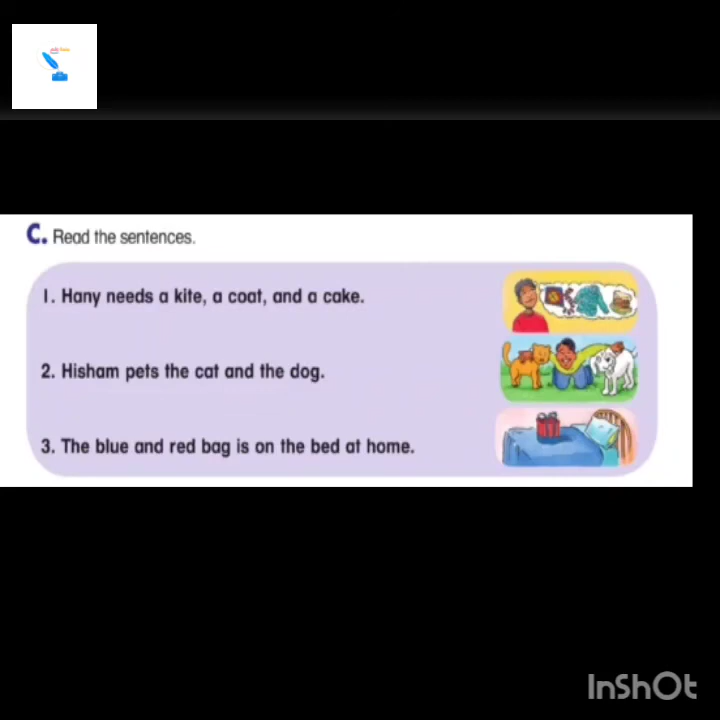 C. Read the sentences.
1. Hany needs a kite, a coat, and a cake.
2. Hisham pets the cat and the dog.
3. The blue and red bag is on the bed at home.
InShOt